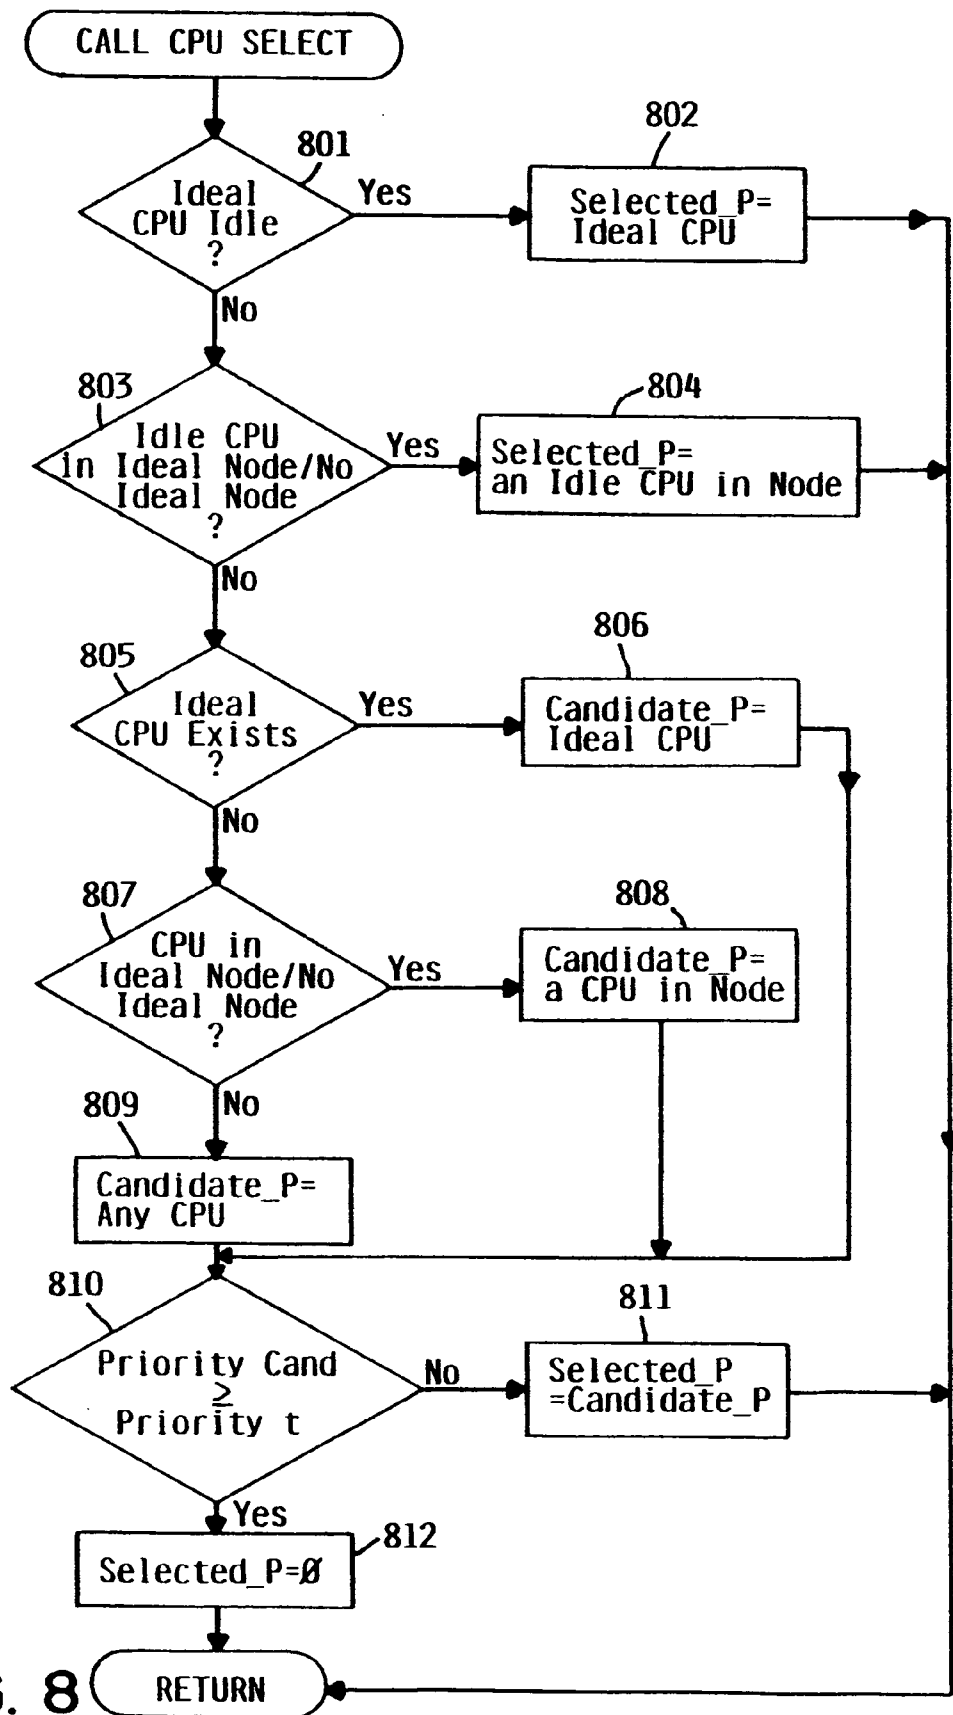 CALL CPU SELECT
801
Ideal
CPU Idle
?
Yes
802
Selected_P=
Ideal CPU
No
803
Idle CPU
in Ideal Node/No
Ideal Node
?
Yes
804
Selected_P=
an Idle CPU in Node
No
805
Ideal
CPU Exists
?
Yes
806
Candidate_P=
Ideal CPU
No
807
CPU in
Ideal Node/No
Ideal Node
?
Yes
808
Candidate_P=
a CPU in Node
No
809
Candidate_P=
Any CPU
810
Priority Cand
≥
Priority t
No
811
Selected_P
=Candidate_P
Yes
812
Selected_P=Ø
RETURN
8